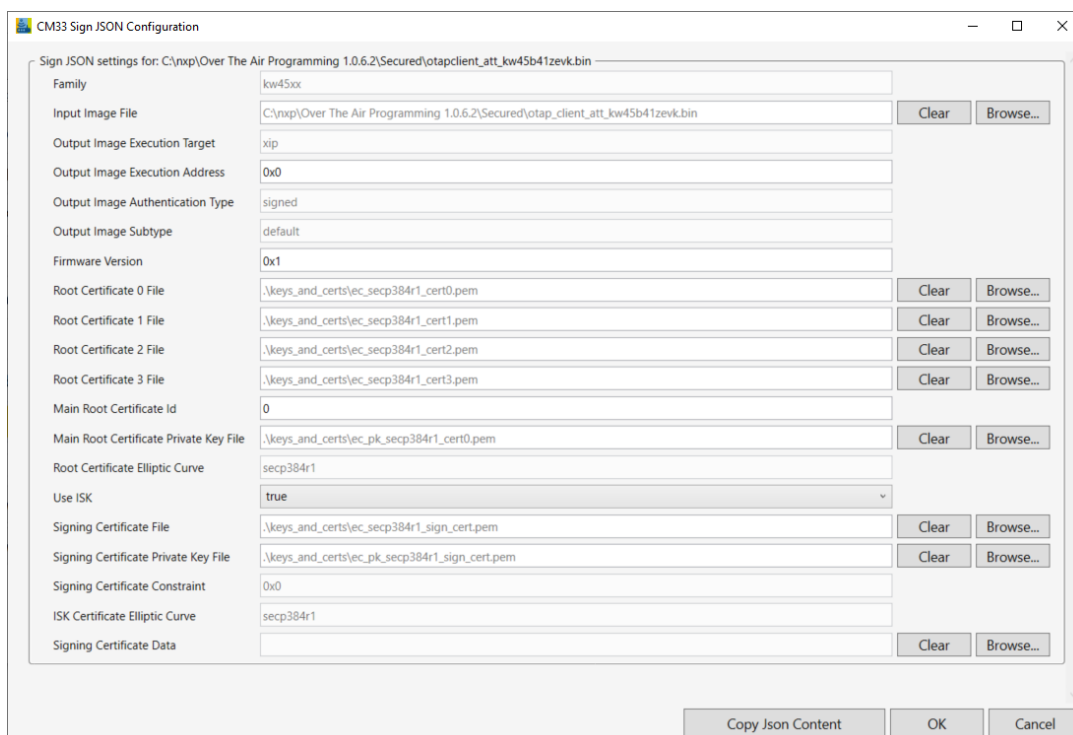 CM33 Sign JSON Configuration
Sign JSON settings for: C:\nxp\Over The Air Programming 1.0.6.2\Secured\otapclient_att_kw45b41zevk.bin
Family kw45xx
Input Image File C:\nxp\Over The Air Programming 1.0.6.2\Secured\otap_client_att_kw45b41zevk.bin Clear Browse...
Output Image Execution Target xip
Output Image Execution Address 0x0
Output Image Authentication Type signed
Output Image Subtype default
Firmware Version 0x1
Root Certificate 0 File .\keys_and_certs\ec_secp384r1_cert0.pem Clear Browse...
Root Certificate 1 File .\keys_and_certs\ec_secp384r1_cert1.pem Clear Browse...
Root Certificate 2 File .\keys_and_certs\ec_secp384r1_cert2.pem Clear Browse...
Root Certificate 3 File .\keys_and_certs\ec_secp384r1_cert3.pem Clear Browse...
Main Root Certificate Id 0
Main Root Certificate Private Key File .\keys_and_certs\ec_pk_secp384r1_cert0.pem Clear Browse...
Root Certificate Elliptic Curve secp384r1
Use ISK true
Signing Certificate File .\keys_and_certs\ec_secp384r1_sign_cert.pem Clear Browse...
Signing Certificate Private Key File .\keys_and_certs\ec_pk_secp384r1_sign_cert.pem Clear Browse...
Signing Certificate Constraint 0x0
ISK Certificate Elliptic Curve secp384r1
Signing Certificate Data Clear Browse...
Copy Json Content OK Cancel